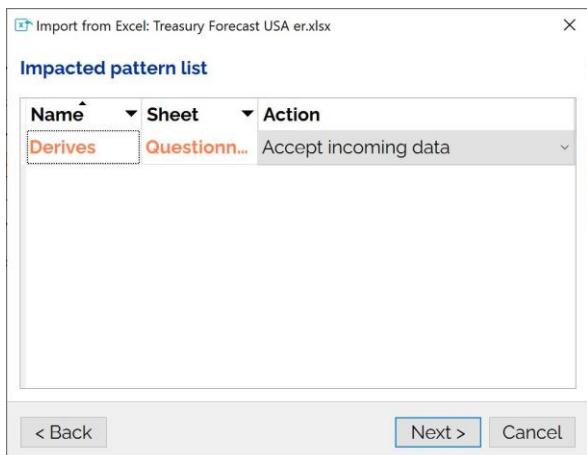 Import from Excel: Treasury Forecast USA er.xlsx
Impacted pattern list
Name Sheet Action
Derives Questionn... Accept incoming data
< Back Next > Cancel